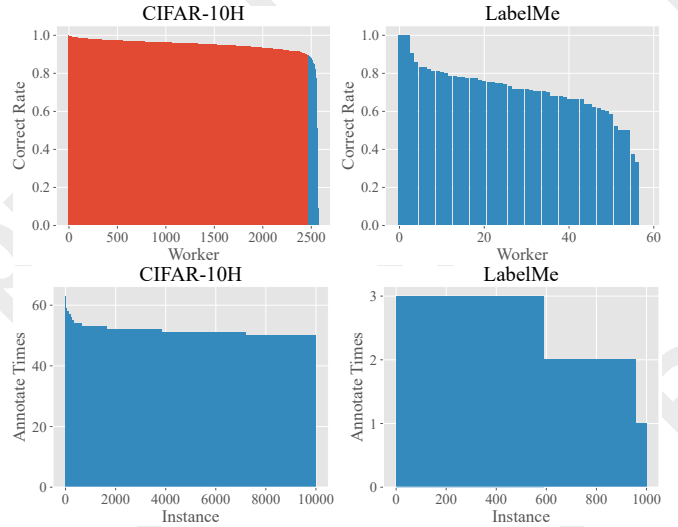 CIFAR-10H
1.0
0.8
0.6
0.4
0.2
0.0
Correct Rate
0 500 1000 1500 2000 2500
Worker
LabelMe
1.0
0.8
0.6
0.4
0.2
0.0
Correct Rate
0 20 40 60
Worker
CIFAR-10H
60
40
20
0
Annotate Times
0 2000 4000 6000 8000 10000
Instance
LabelMe
3
2
1
0
Annotate Times
0 200 400 600 800 1000
Instance